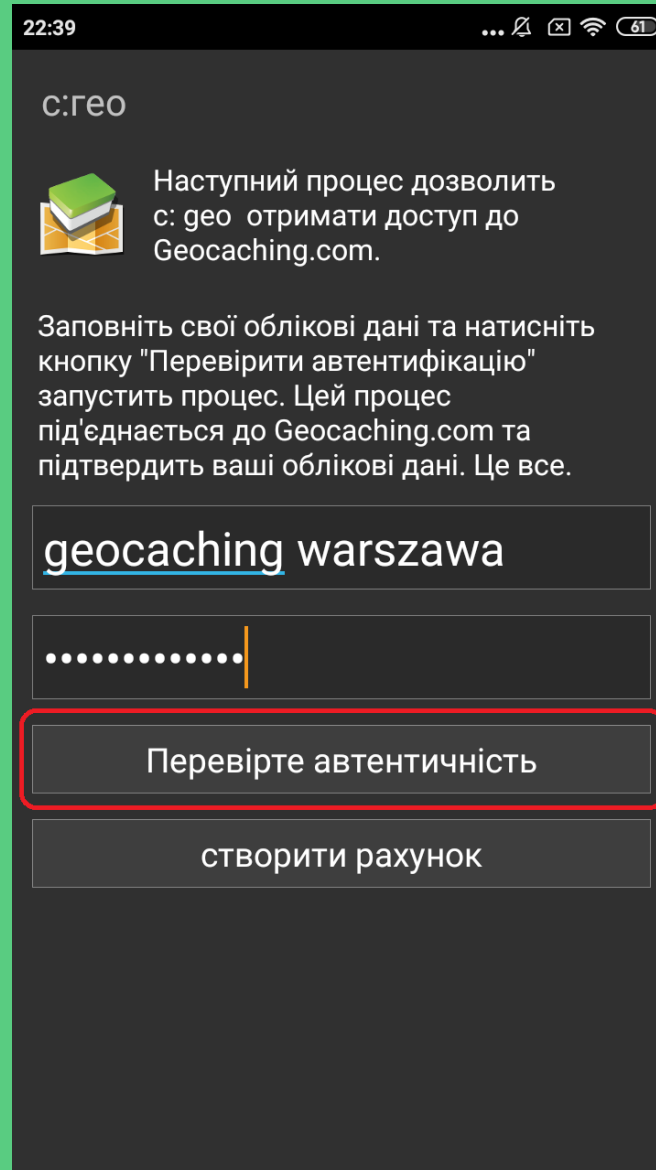 22:39
61
с:гео
Наступний процес дозволить
c: geo отримати доступ до
Geocaching.com.
Заповніть свої облікові дані та натисніть
кнопку "Перевірити автентифікацію"
запустить процес. Цей процес
під'єднається до Geocaching.com та
підтвердить ваші облікові дані. Це все.
geocaching warszawa
•••••••••••••
Перевірте автентичність
створити рахунок